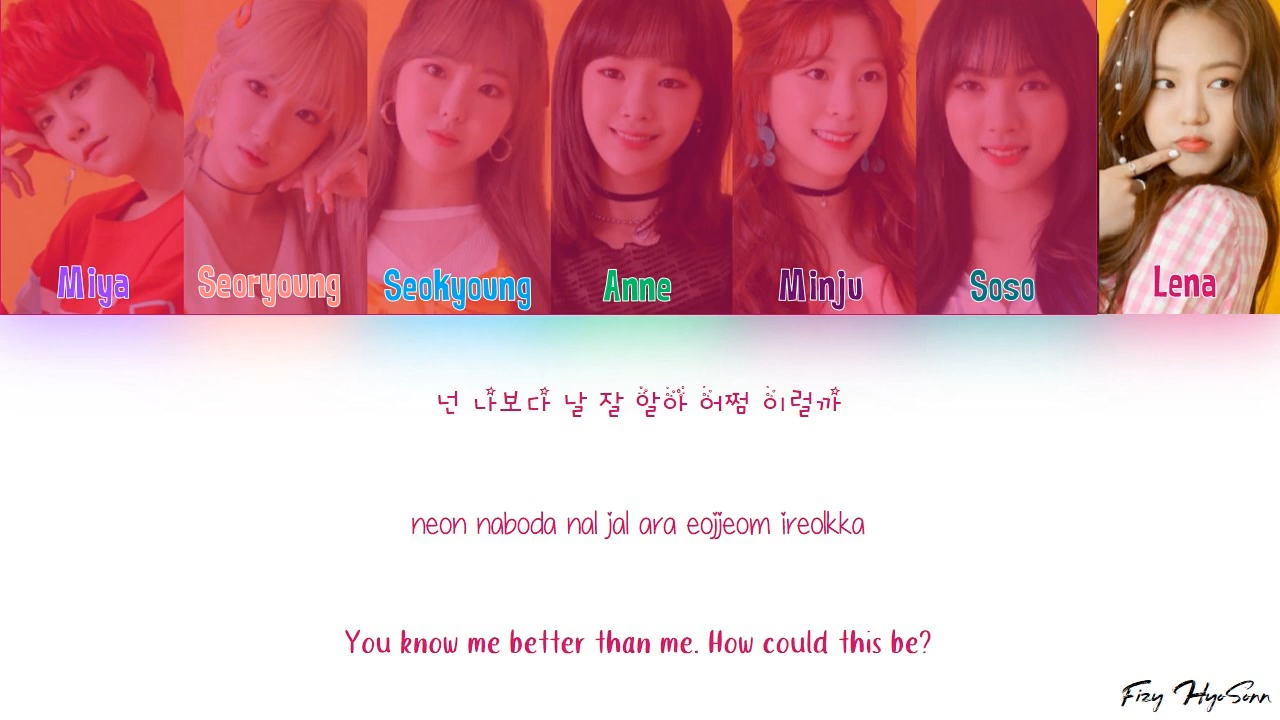 Miya Seoryoung Seokyoung Anne Minju Soso Lena
넌 나보다 날 잘 알아 어쩜 이럴까
neon naboda nal jal ara eojjeom ireolkka
You know me better than me. How could this be?
Fizy HyoSonn